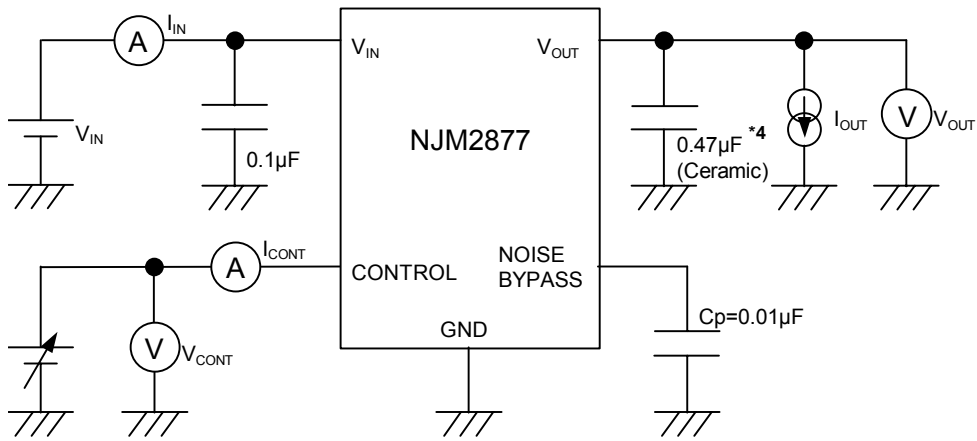 A
I_IN
V_IN
0.1µF
V_IN
V_OUT
NJM2877
0.47µF *4
(Ceramic)
I_OUT
V
V_OUT
A
I_CONT
V
V_CONT
CONTROL
NOISE
BYPASS
GND
Cp=0.01µF